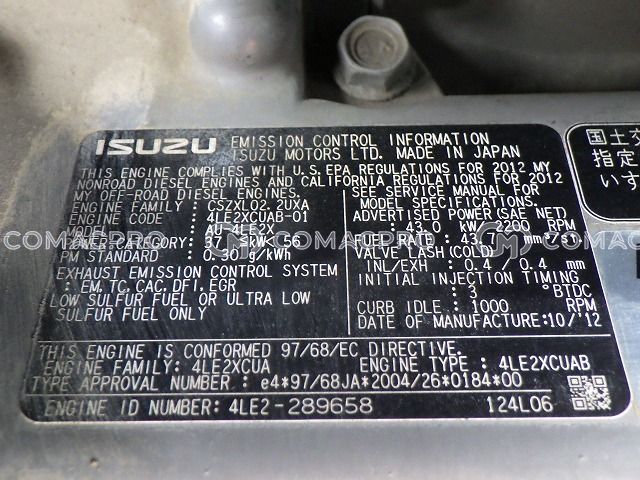 ISUZU EMISSION CONTROL INFORMATION
ISUZU MOTORS LTD. MADE IN JAPAN
THIS ENGINE COMPLIES WITH U.S.EPA REGULATIONS FOR 2012 MY
NONROAD DIESEL ENGINES AND CALIFORNIA REGULATIONS FOR 2012
MY OFF-ROAD DIESEL ENGINES.
ENGINE FAMILY : CSZXL02.2UXA
ENGINE CODE : 4LE2XCUAB-01
MODEL : AU-4LE2X
POWER CATEGORY : 37 ≤kW< 56
PM STANDARD : 0.30 g/kWh
EXHAUST EMISSION CONTROL SYSTEM
: EM,TC,CAC,DFI,EGR
LOW SULFUR FUEL OR ULTRA LOW
SULFUR FUEL ONLY
SEE SERVICE MANUAL FOR
MODEL SPECIFICATIONS.
ADVERTISED POWER(SAE NET)
: 43.0 kW/ 2200 RPM
FUEL RATE: 43.7 mm³/st
VALVE LASH(COLD)
INL/EXH : 0.4/ 0.4 mm
INITIAL INJECTION TIMING
: 3 °BTDC
CURB IDLE: 1000 RPM
DATE OF MANUFACTURE:10/'12
THIS ENGINE IS CONFORMED 97/68/EC DIRECTIVE.
ENGINE FAMILY: 4LE2XCUA ENGINE TYPE: 4LE2XCUAB
TYPE APPROVAL NUMBER: e4*97/68JA*2004/26*0184*00
ENGINE ID NUMBER: 4LE2-289658 124L06
国土交
指定
いすゞ
COMACPRO COMACPRO COMACPRO